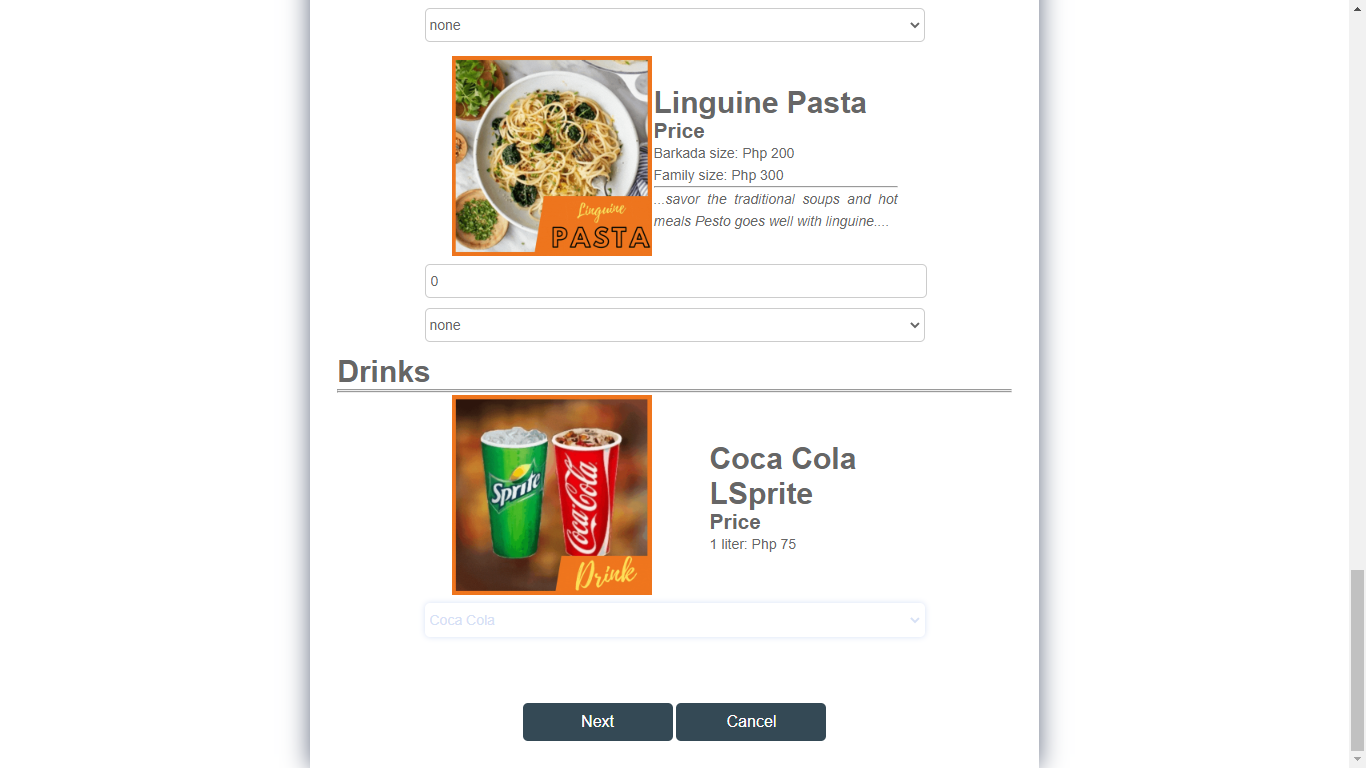 none
Linguine Pasta
Price
Barkada size: Php 200
Family size: Php 300
...savor the traditional soups and hot
meals Pesto goes well with linguine....
Linguine
PASTA
0
none
Drinks
Coca Cola
LSprite
Price
1 liter: Php 75
Sprite
Coca Cola
Drink
Coca Cola
Next
Cancel